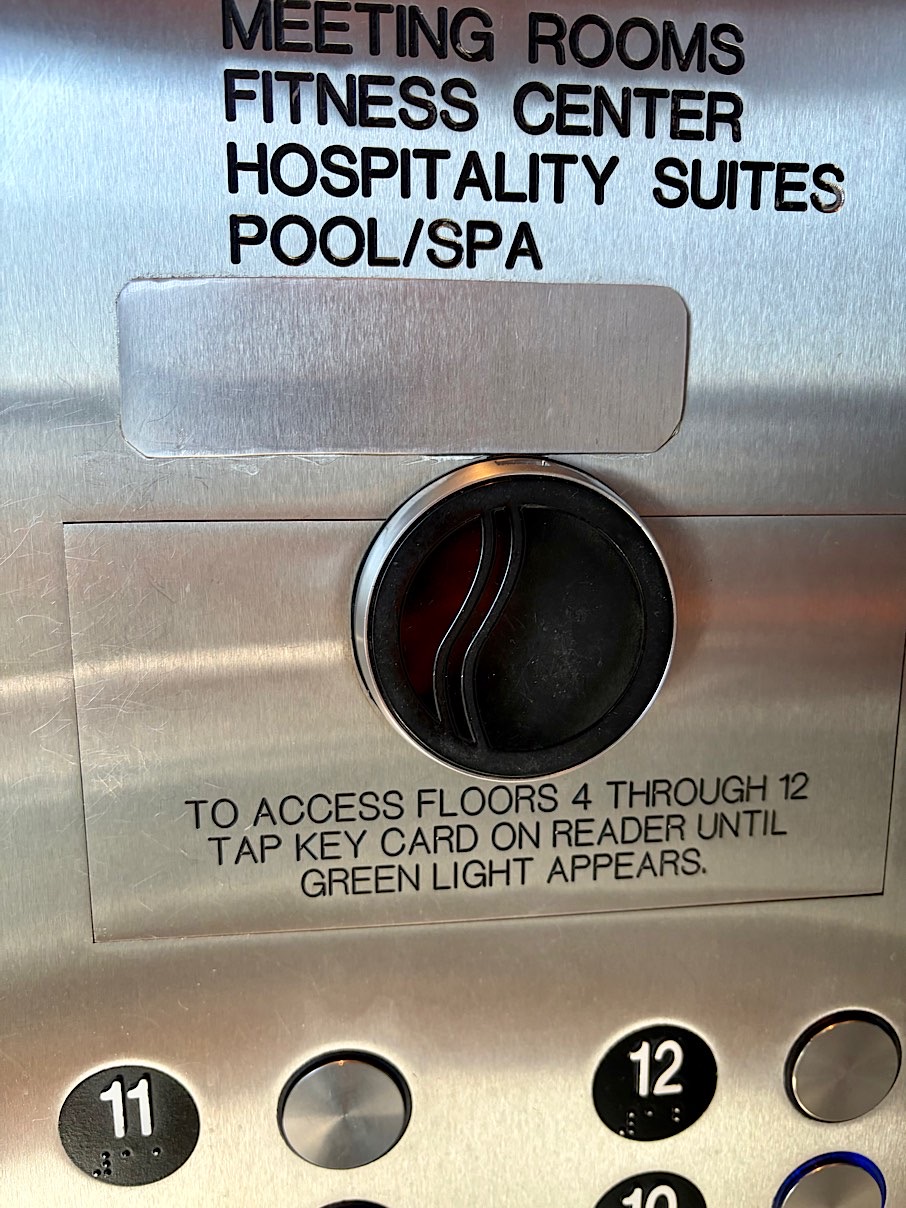 MEETING ROOMS
FITNESS CENTER
HOSPITALITY SUITES
POOL/SPA
TO ACCESS FLOORS 4 THROUGH 12
TAP KEY CARD ON READER UNTIL
GREEN LIGHT APPEARS.
11
12
10